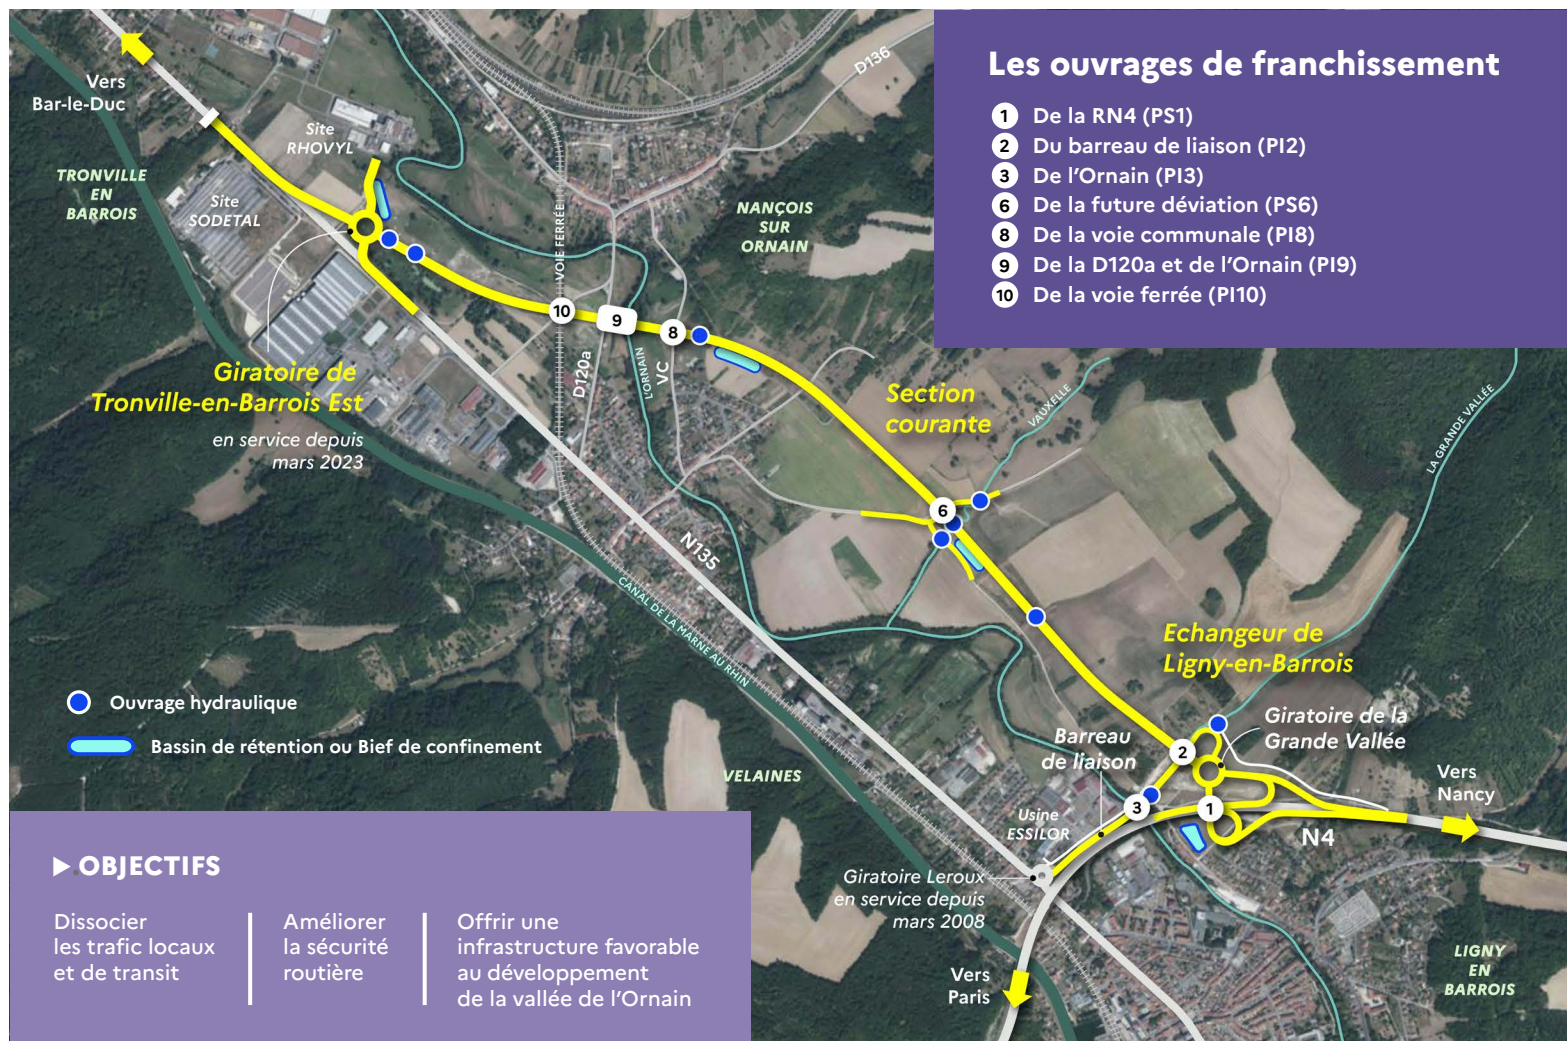 Les ouvrages de franchissement
1 De la RN4 (PS1)
2 Du barreau de liaison (PI2)
3 De l'Ornain (PI3)
6 De la future déviation (PS6)
8 De la voie communale (PI8)
9 De la D120a et de l'Ornain (PI9)
10 De la voie ferrée (PI10)
Vers
Bar-le-Duc
D136
Site
RHOVYL
TRONVILLE
EN
BARROIS
Site
SODETAL
VOIE FERRÉE
NANÇOIS
SUR
ORNAIN
10
9
8
Giratoire de
Tronville-en-Barrois Est
en service depuis
mars 2023
D120a
L'ORNAIN
VC
Section
courante
VAUXELLE
LA GRANDE VALLÉE
6
N135
CANAL DE LA MARNE AU RHIN
Echangeur de
Ligny-en-Barrois
Ouvrage hydraulique
Bassin de rétention ou Bief de confinement
VELAINES
Barreau
de liaison
Giratoire de la
Grande Vallée
2
3
1
Vers
Nancy
N4
Usine
ESSILOR
Giratoire Leroux
en service depuis
mars 2008
Vers
Paris
LIGNY
EN
BARROIS
OBJECTIFS
Dissocier
les trafic locaux
et de transit
Améliorer
la sécurité
routière
Offrir une
infrastructure favorable
au développement
de la vallée de l'Ornain